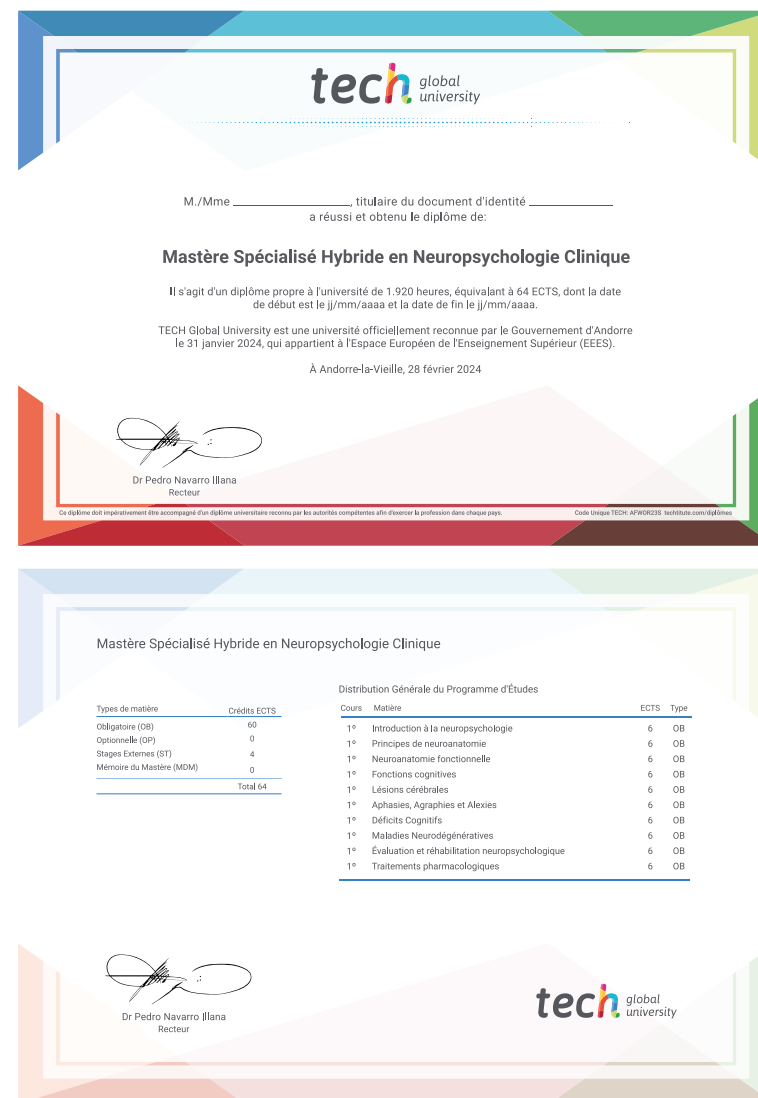 tech global
university
M./Mme ____________________, titulaire du document d'identité ______________
a réussi et obtenu le diplôme de:
Mastère Spécialisé Hybride en Neuropsychologie Clinique
Il s'agit d'un diplôme propre à l'université de 1.920 heures, équivalant à 64 ECTS, dont la date
de début est le jj/mm/aaaa et la date de fin le jj/mm/aaaa.
TECH Global University est une université officiellement reconnue par le Gouvernement d'Andorre
le 31 janvier 2024, qui appartient à l'Espace Européen de l'Enseignement Supérieur (EEES).
À Andorre-la-Vieille, 28 février 2024
Dr Pedro Navarro Illana
Recteur
Ce diplôme doit impérativement être accompagné d'un diplôme universitaire reconnu par les autorités compétentes afin d'exercer la profession dans chaque pays.
Code Unique TECH: AFWOR23S techtitute.com/diplômes
Mastère Spécialisé Hybride en Neuropsychologie Clinique
Types de matière Crédits ECTS
Obligatoire (OB) 60
Optionnelle (OP) 0
Stages Externes (ST) 4
Mémoire du Mastère (MDM) 0
Total 64
Distribution Générale du Programme d'Études
Cours Matière ECTS Type
1º Introduction à la neuropsychologie 6 OB
1º Principes de neuroanatomie 6 OB
1º Neuroanatomie fonctionnelle 6 OB
1º Fonctions cognitives 6 OB
1º Lésions cérébrales 6 OB
1º Aphasies, Agraphies et Alexies 6 OB
1º Déficits Cognitifs 6 OB
1º Maladies Neurodégénératives 6 OB
1º Évaluation et réhabilitation neuropsychologique 6 OB
1º Traitements pharmacologiques 6 OB
Dr Pedro Navarro Illana
Recteur
tech global
university